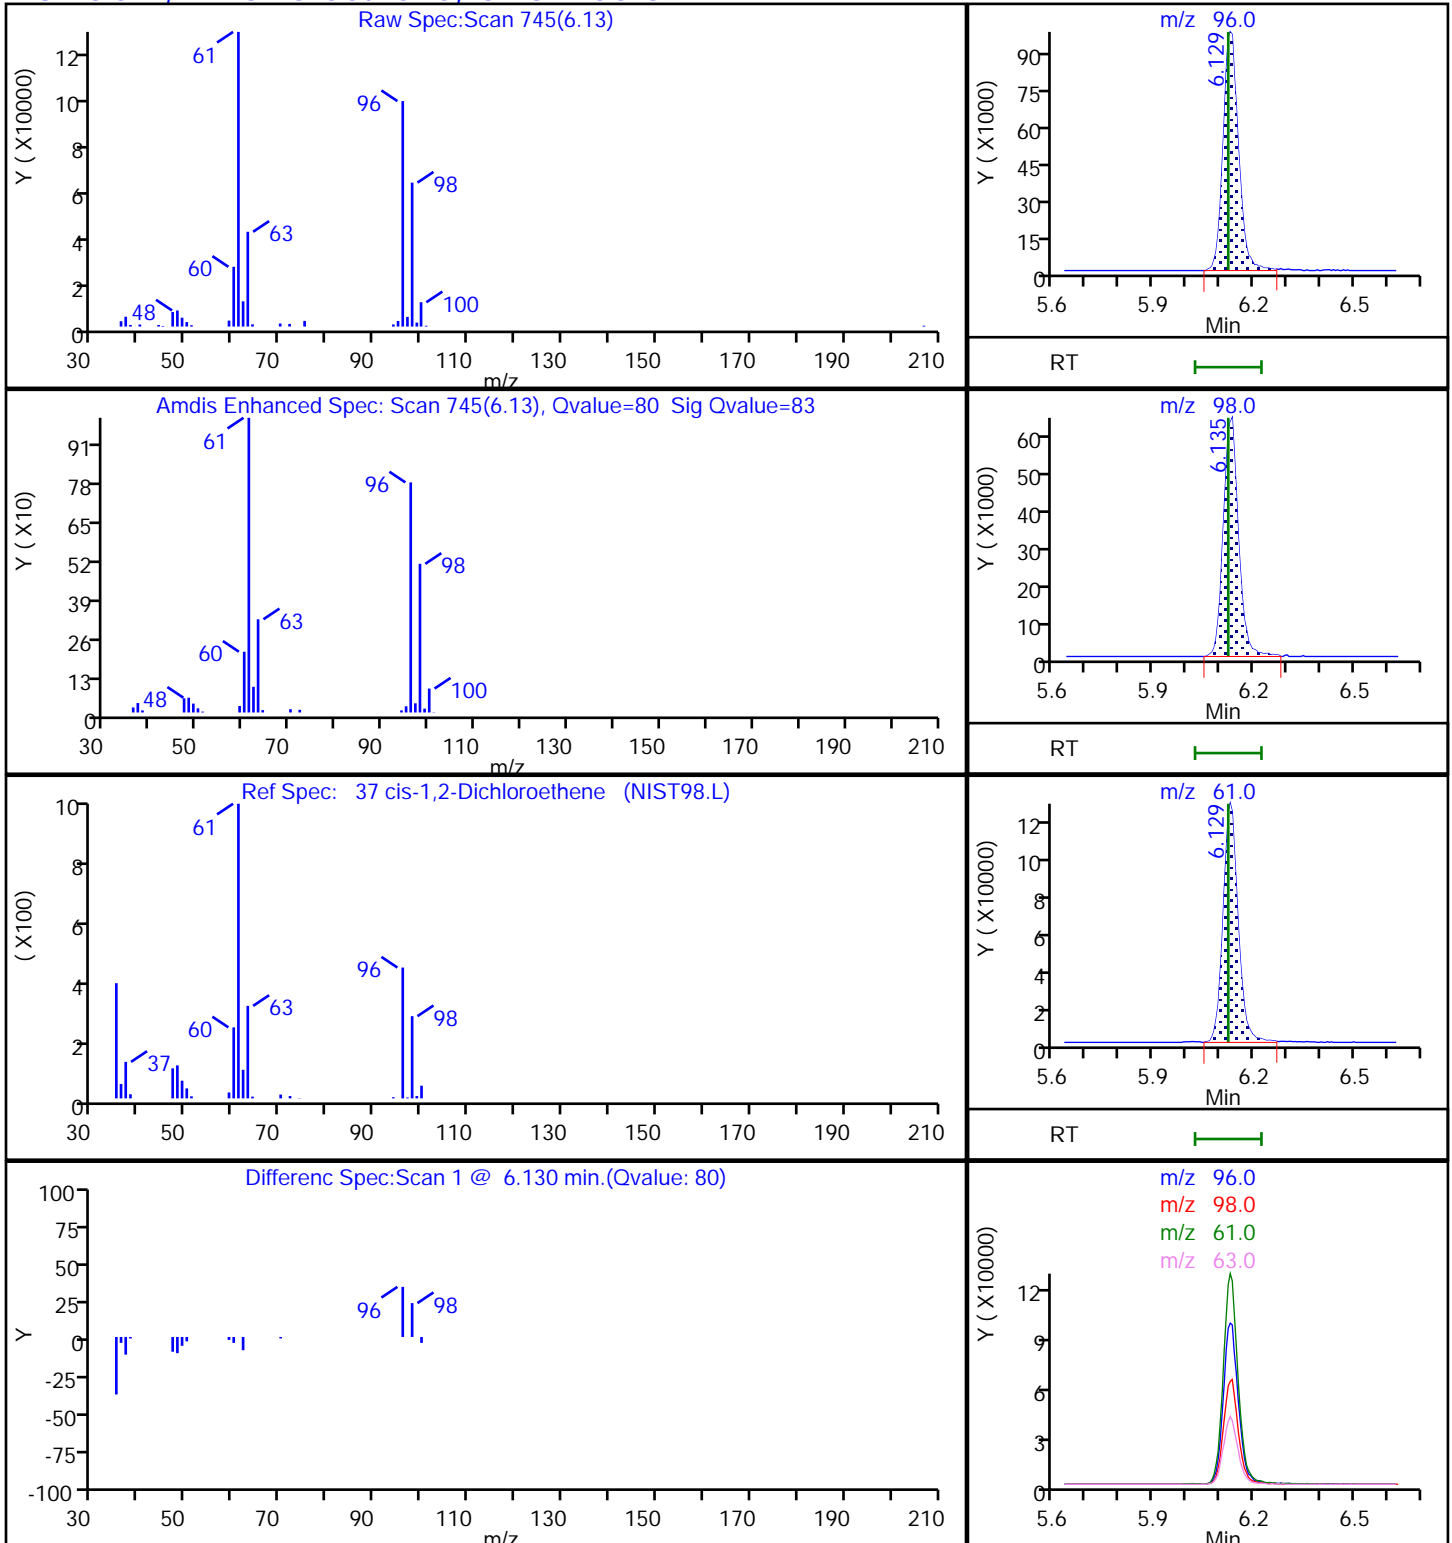 Raw Spec:Scan 745(6.13)
Y ( X10000)
12
10
8
6
4
2
0
61
96
98
63
60
48
100
30 50 70 90 110 130 150 170 190 210
m/z
m/z 96.0
Y ( X1000)
90
75
60
45
30
15
0
6.129
5.6 5.9 6.2 6.5
Min
RT
Amdis Enhanced Spec: Scan 745(6.13), Qvalue=80 Sig Qvalue=83
Y ( X10)
91
78
65
52
39
26
13
0
61
96
98
63
60
48
100
30 50 70 90 110 130 150 170 190 210
m/z
m/z 98.0
Y ( X1000)
60
50
40
30
20
10
0
6.135
5.6 5.9 6.2 6.5
Min
RT
Ref Spec: 37 cis-1,2-Dichloroethene (NIST98.L)
( X100)
10
8
6
4
2
0
61
96
63
98
60
37
30 50 70 90 110 130 150 170 190 210
m/z 61.0
Y ( X10000)
12
10
8
6
4
2
0
6.129
5.6 5.9 6.2 6.5
Min
RT
Differenc Spec:Scan 1 @ 6.130 min.(Qvalue: 80)
Y
100
75
50
25
0
-25
-50
-75
-100
96
98
30 50 70 90 110 130 150 170 190 210
m/z
m/z 96.0
m/z 98.0
m/z 61.0
m/z 63.0
Y ( X10000)
12
9
6
3
0
5.6 5.9 6.2 6.5
Min